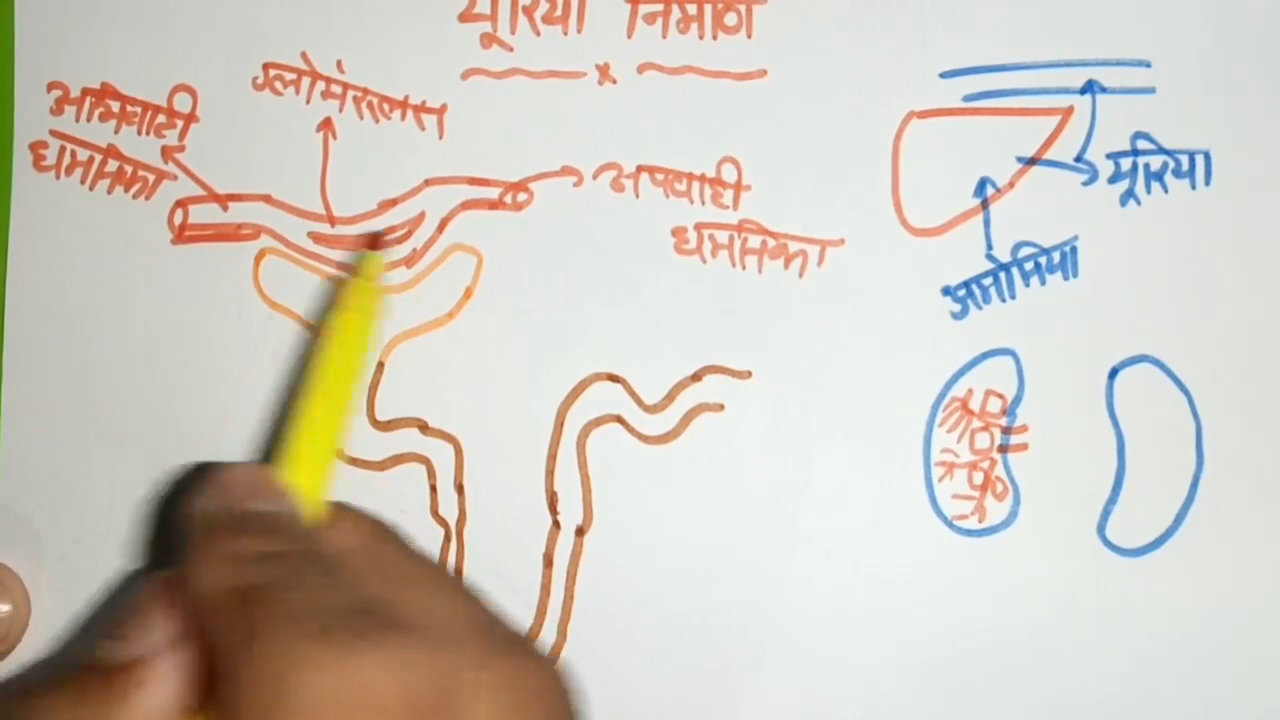 यूरिया निर्माण
अभिवाही
धमनिका
ग्लोमेरुलस
अपवाही
धमनिका
यूरिया
अमोनिया